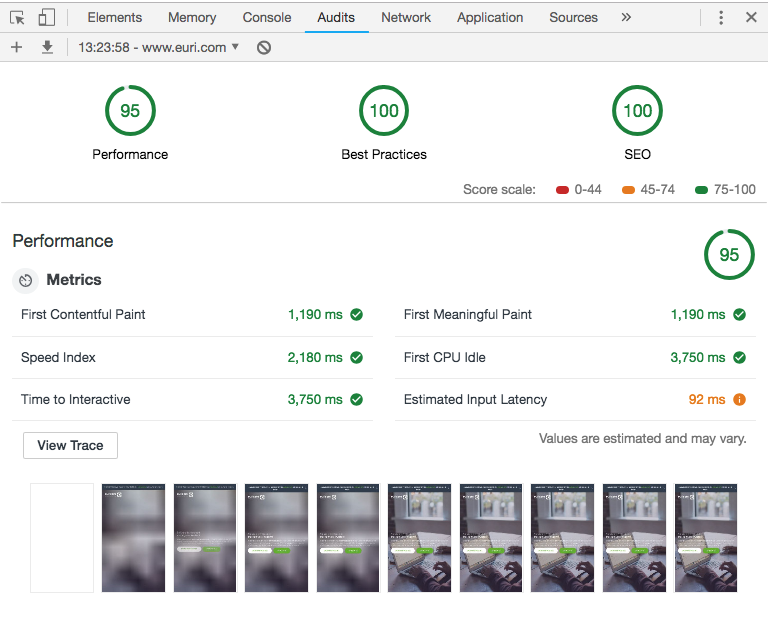 Elements Memory Console Audits Network Application Sources »
13:23:58 - www.euri.com ▼
95 100 100
Performance Best Practices SEO
Score scale: 0-44 45-74 75-100
Performance 95
Metrics
First Contentful Paint 1,190 ms First Meaningful Paint 1,190 ms
Speed Index 2,180 ms First CPU Idle 3,750 ms
Time to Interactive 3,750 ms Estimated Input Latency 92 ms
View Trace Values are estimated and may vary.